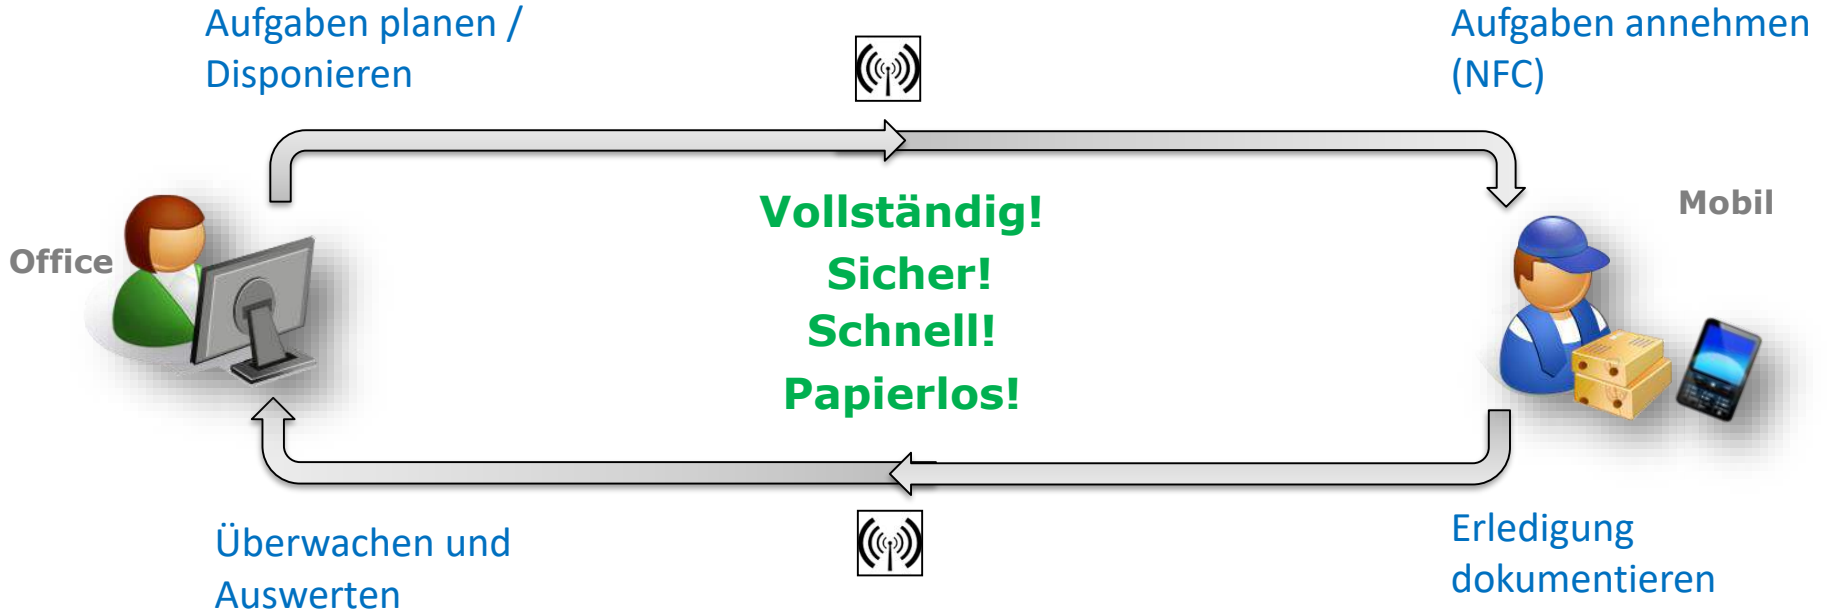 Aufgaben planen /
Disponieren
Aufgaben annehmen
(NFC)
Office
Mobil
Vollständig!
Sicher!
Schnell!
Papierlos!
Überwachen und
Auswerten
Erledigung
dokumentieren